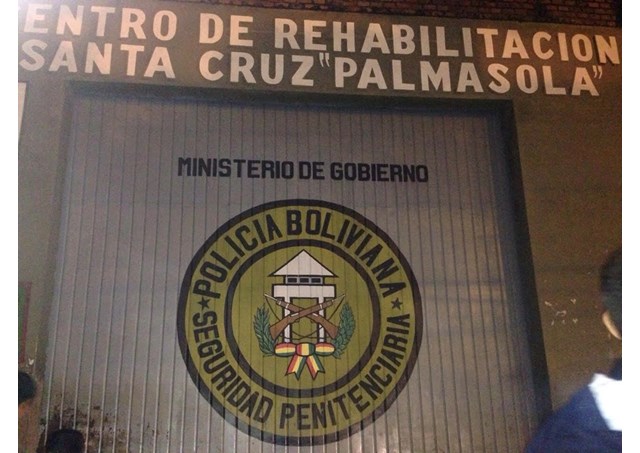 ENTRO DE REHABILITACION
SANTA CRUZ "PALMASOLA"
MINISTERIO DE GOBIERNO
POLICIA BOLIVIANA
★ SEGURIDAD PENITENCIARIA ★